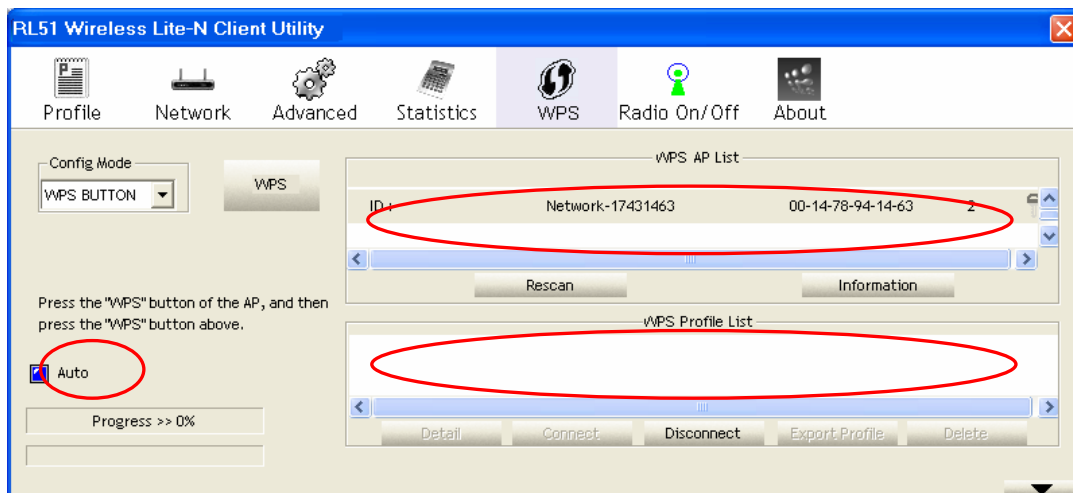 RL51 Wireless Lite-N Client Utility
Profile Network Advanced Statistics WPS Radio On/Off About
Config Mode
WPS BUTTON
WPS
WPS AP List
ID : Network-17431463 00-14-78-94-14-63 2
Rescan Information
Press the "WPS" button of the AP, and then
press the "WPS" button above.
WPS Profile List
Auto
Progress >> 0%
Detail Connect Disconnect Export Profile Delete